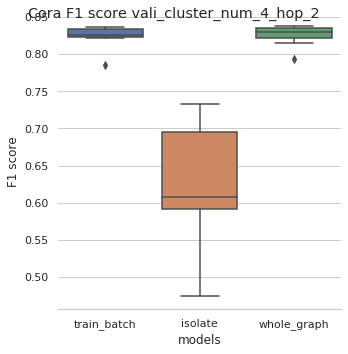 Cora F1 score vali_cluster_num_4_hop_2
0.85
0.80
0.75
0.70
0.65
0.60
0.55
0.50
F1 score
train_batch isolate whole_graph
models